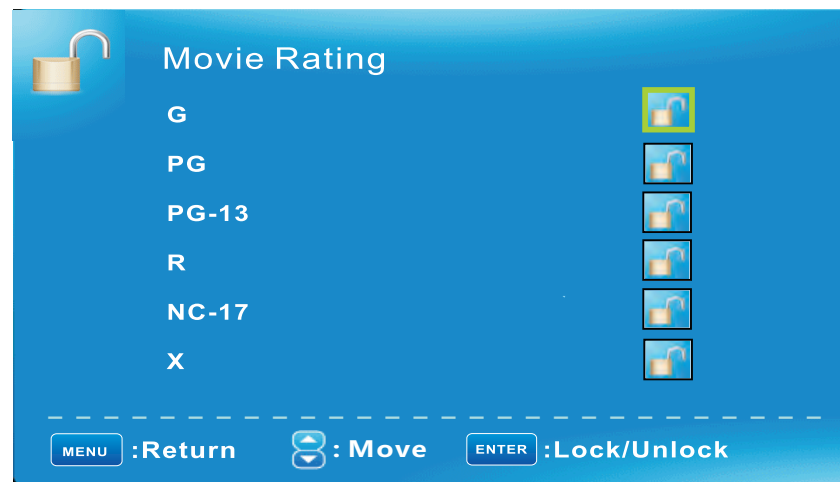 Movie Rating
G
PG
PG-13
R
NC-17
X
MENU :Return : Move ENTER :Lock/Unlock